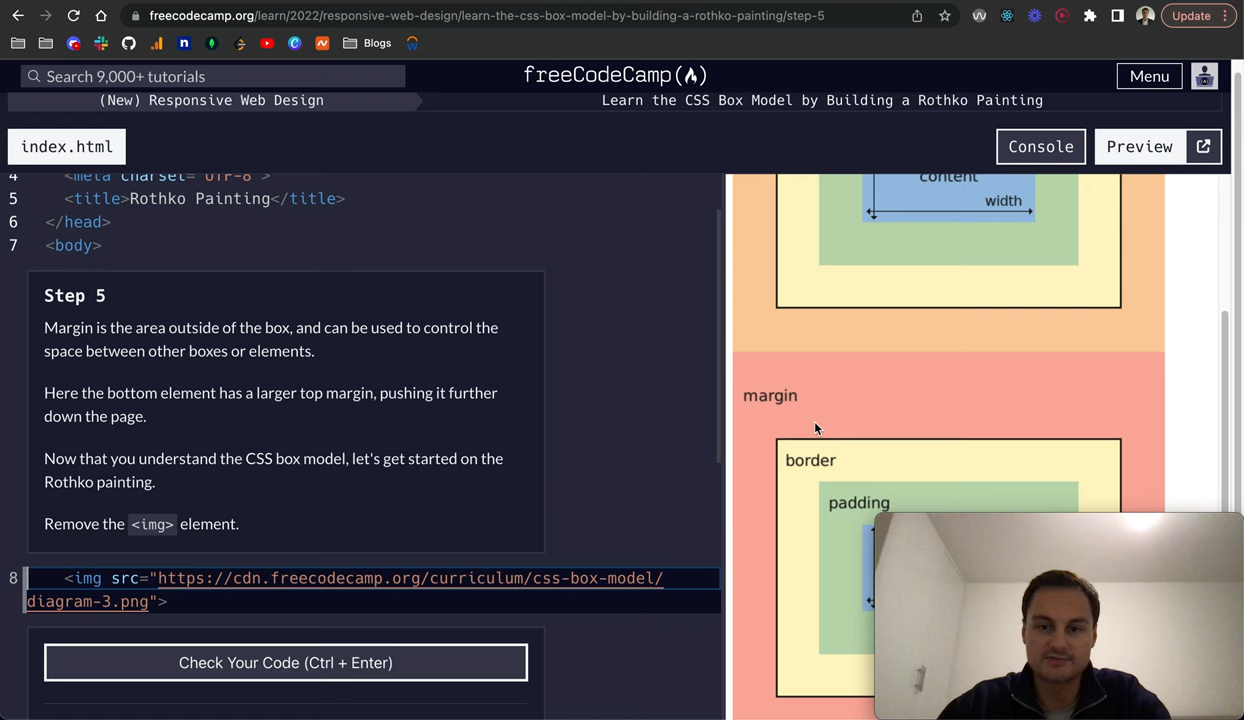 freecodecamp.org/learn/2022/responsive-web-design/learn-the-css-box-model-by-building-a-rothko-painting/step-5
Update
Blogs
Search 9,000+ tutorials
freeCodeCamp
Menu
(New) Responsive Web Design
Learn the CSS Box Model by Building a Rothko Painting
index.html
Console
Preview
4 <meta charset="UTF-8">
5 <title>Rothko Painting</title>
6 </head>
7 <body>
Step 5
Margin is the area outside of the box, and can be used to control the
space between other boxes or elements.
Here the bottom element has a larger top margin, pushing it further
down the page.
Now that you understand the CSS box model, let's get started on the
Rothko painting.
Remove the <img> element.
8 <img src="https://cdn.freecodecamp.org/curriculum/css-box-model/
diagram-3.png">
Check Your Code (Ctrl + Enter)
content
width
margin
border
padding